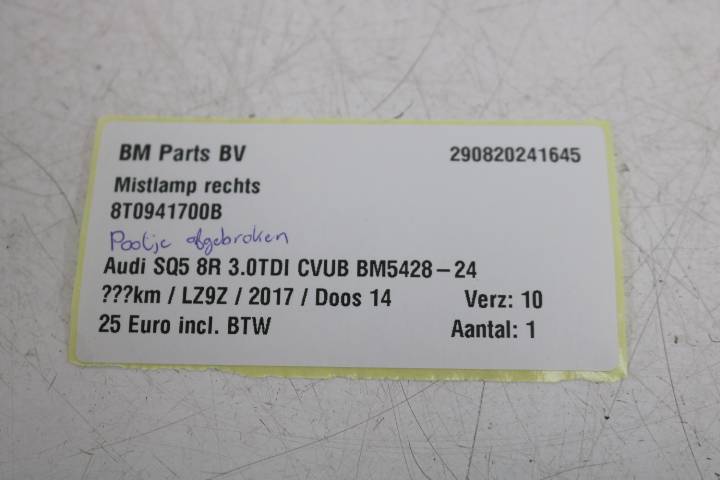 BM Parts BV 290820241645
Mistlamp rechts
8T0941700B
Pootje afgebroken
Audi SQ5 8R 3.0TDI CVUB BM5428-24
???km / LZ9Z / 2017 / Doos 14 Verz: 10
25 Euro incl. BTW Aantal: 1